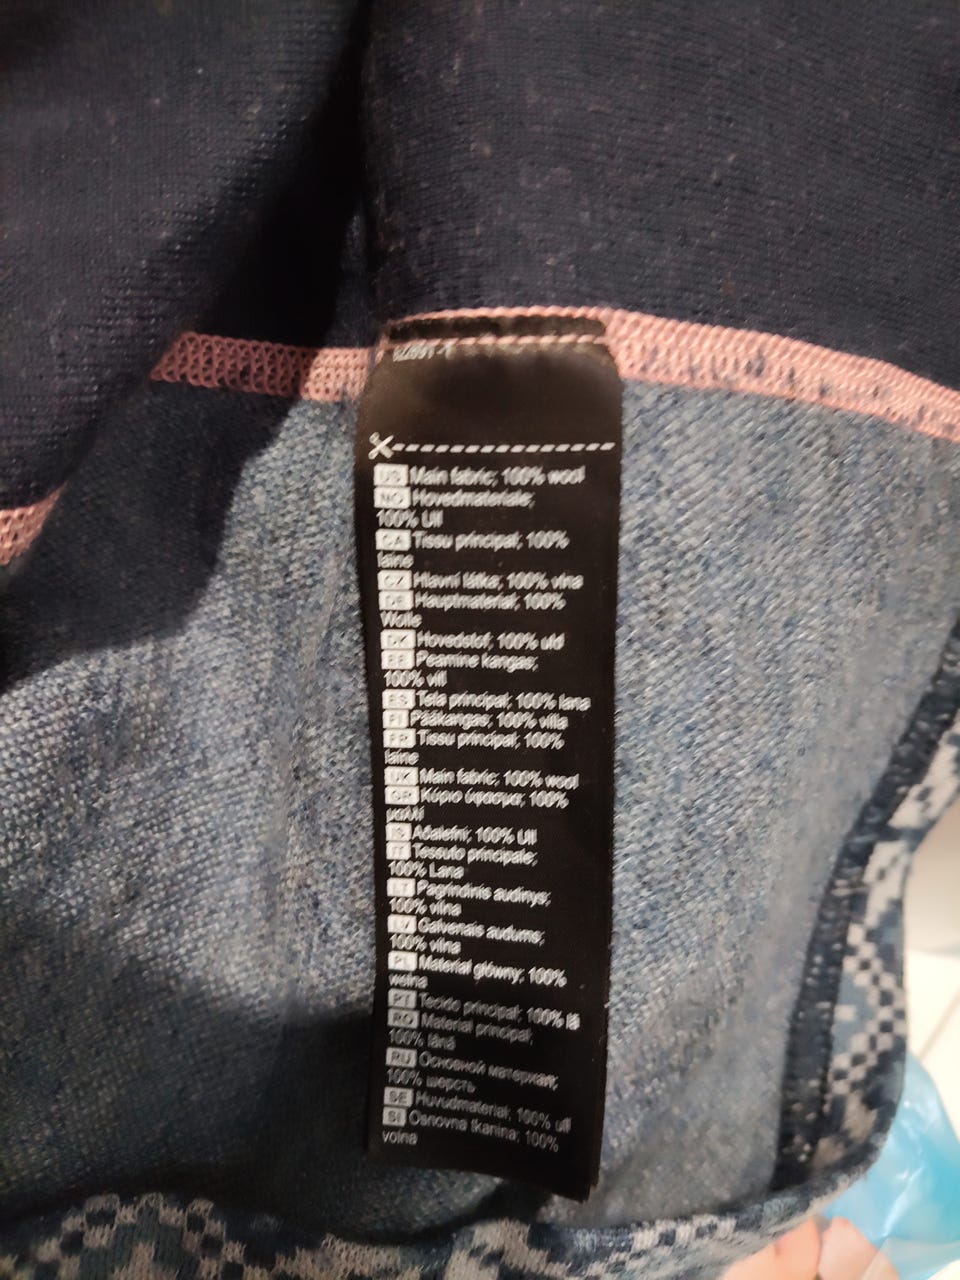 US Main fabric; 100% wool
NO Hovedmateriale;
100% Ull
CA Tissu principal; 100%
laine
CZ Hlavní látka; 100% vlna
DE Hauptmaterial; 100%
Wolle
DK Hovedstof; 100% uld
EE Peamine kangas;
100% vill
ES Tela principal; 100% lana
FI Pääkangas; 100% villa
FR Tissu principal; 100%
laine
UK Main fabric; 100% wool
GR Κύριο ύφασμα; 100%
μαλλί
IS Aðalefni; 100% Ull
IT Tessuto principale;
100% Lana
LT Pagrindinis audinys;
100% vilna
LV Galvenais audums;
100% vilna
PL Materiał główny; 100%
wełna
PT Tecido principal; 100% lã
RO Material principal;
100% lână
RU Основной материал;
100% шерсть
SE Huvudmaterial; 100% ull
SI Osnovna tkanina; 100%
volna